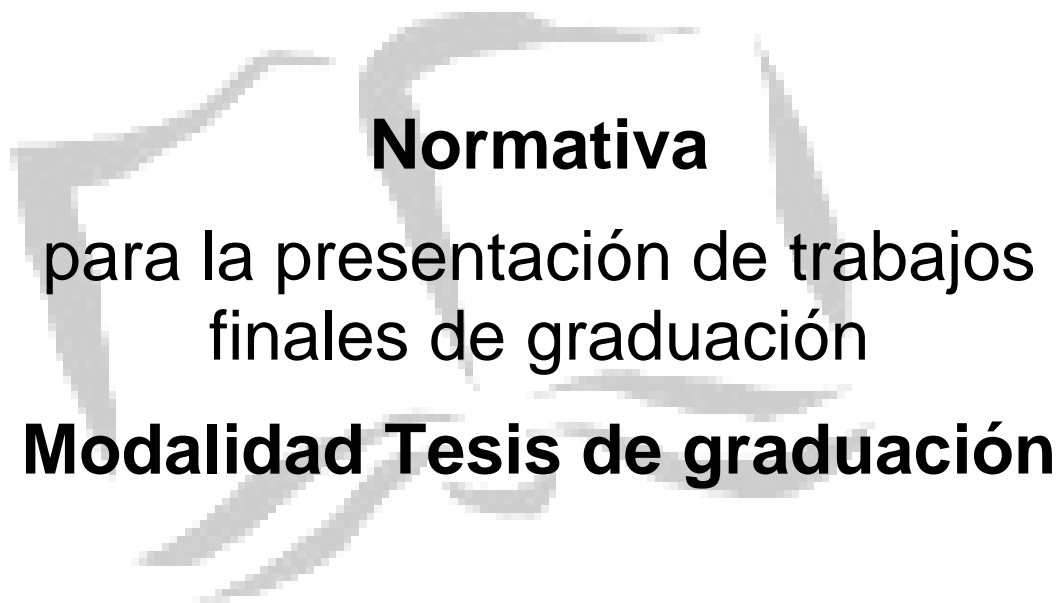 Normativa
para la presentación de trabajos
finales de graduación
Modalidad Tesis de graduación